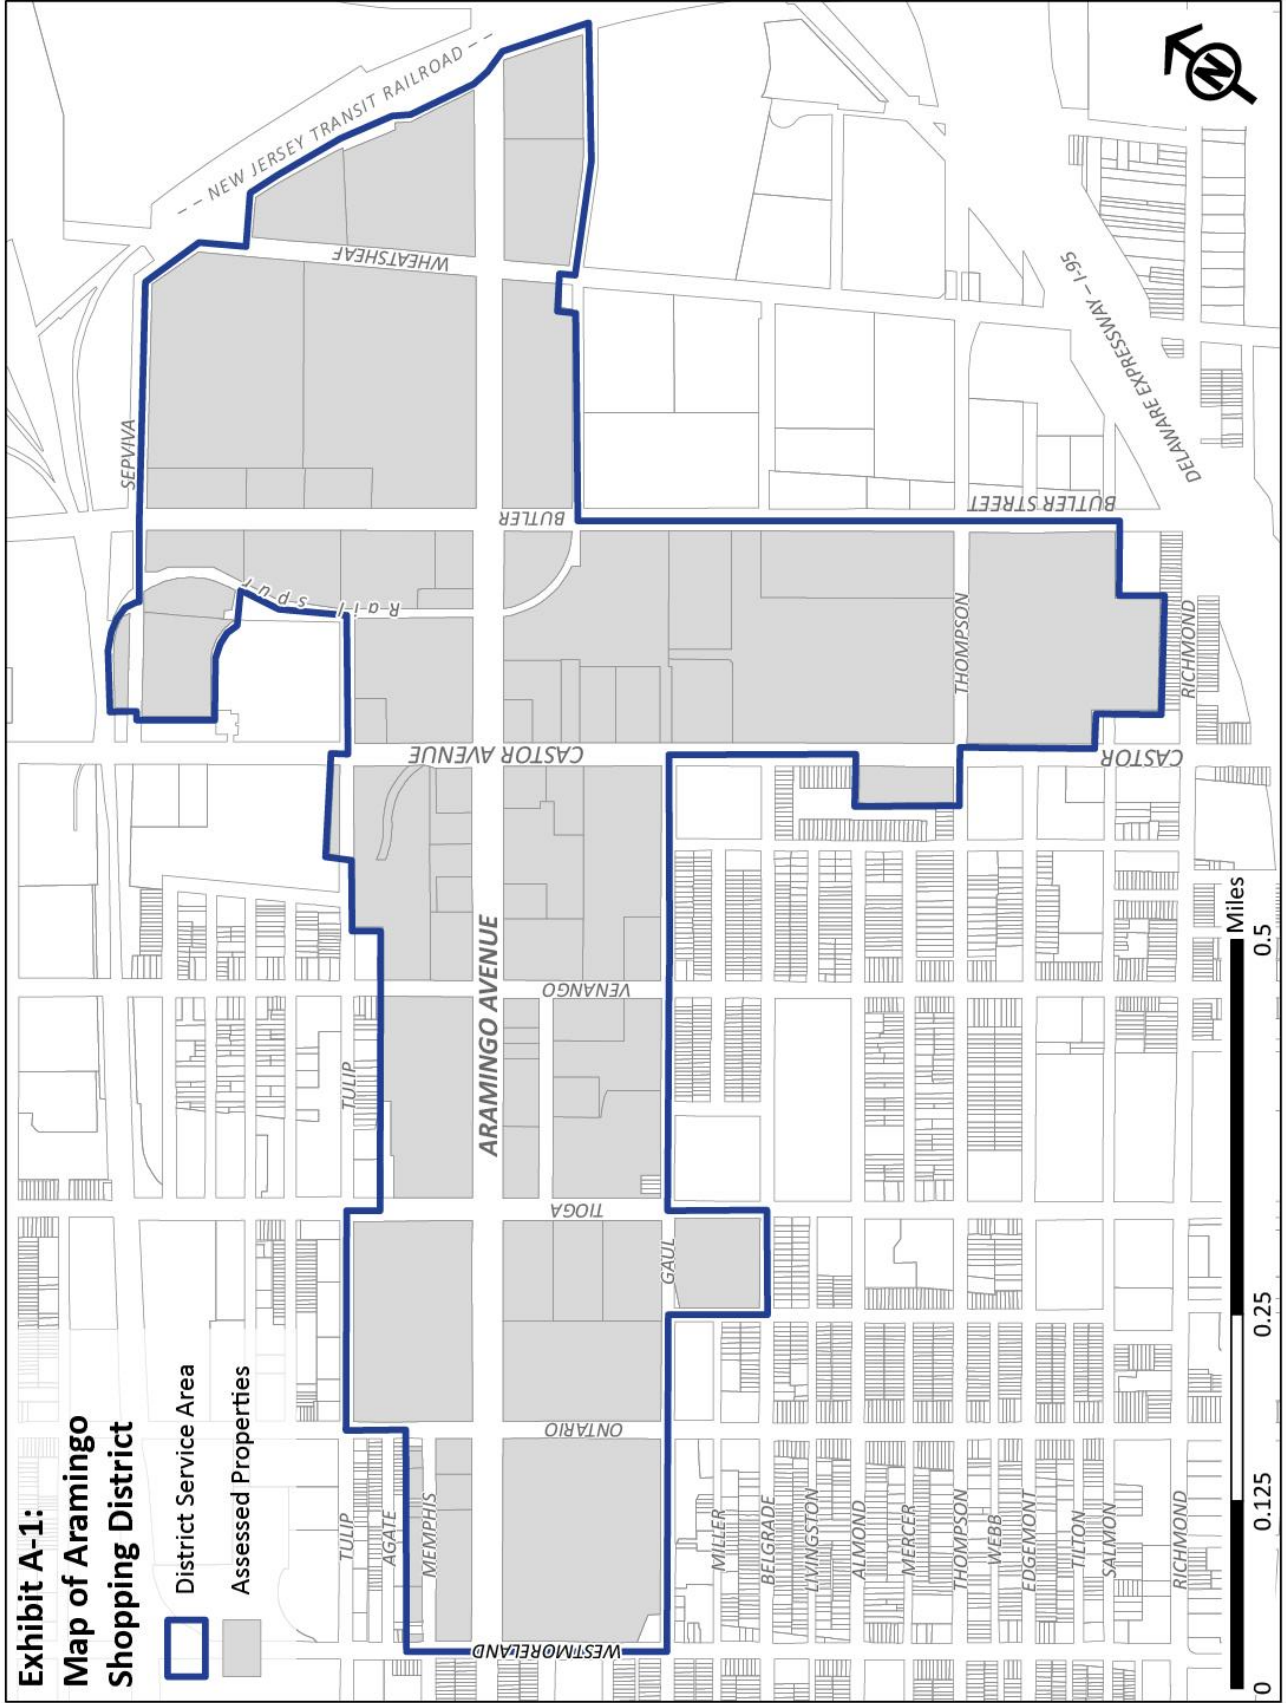 Exhibit A-1:
Map of Aramingo
Shopping District
District Service Area
Assessed Properties
-- NEW JERSEY TRANSIT RAILROAD --
N
SEPVIVA
WHEATSHEAF
BUTLER
BUTLER STREET
DELAWARE EXPRESSWAY – I-95
Rail spur
THOMPSON
RICHMOND
CASTOR AVENUE
CASTOR
ARAMINGO AVENUE
VENANGO
TULIP
TIOGA
GAUL
ONTARIO
TULIP
AGATE
MEMPHIS
WESTMORELAND
MILLER
BELGRADE
LIVINGSTON
ALMOND
MERCER
THOMPSON
WEBB
EDGEMONT
TILTON
SALMON
RICHMOND
0 0.125 0.25 0.5
Miles